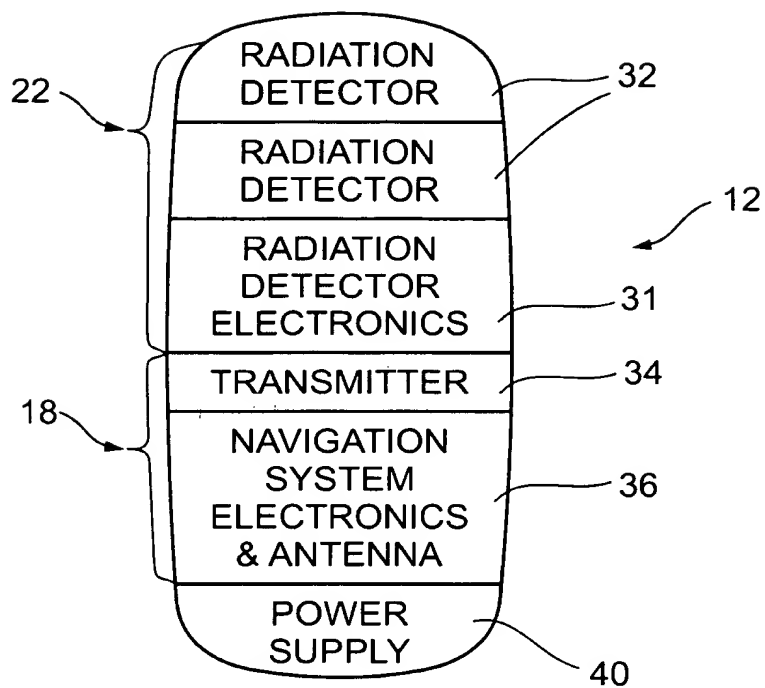 RADIATION
DETECTOR
32
22
RADIATION
DETECTOR
12
RADIATION
DETECTOR
ELECTRONICS
31
TRANSMITTER
34
18
NAVIGATION
SYSTEM
ELECTRONICS
& ANTENNA
36
POWER
SUPPLY
40